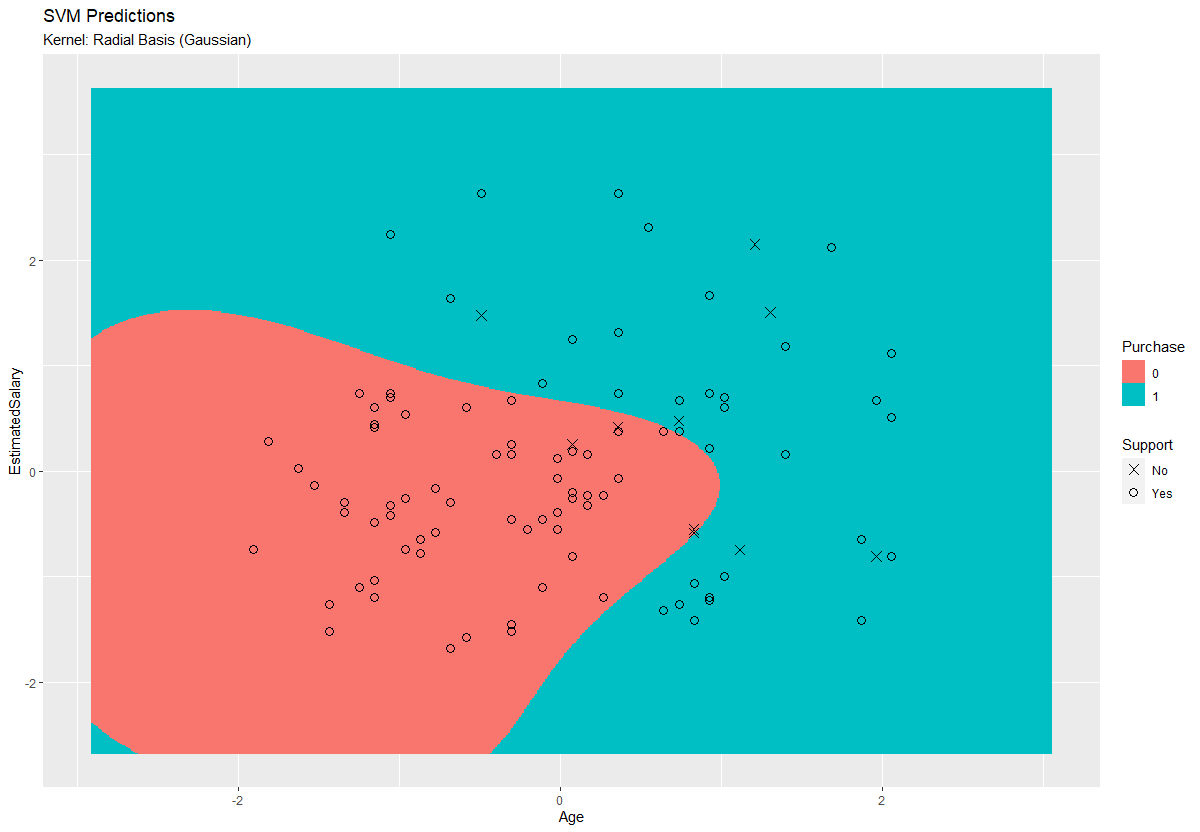 SVM Predictions
Kernel: Radial Basis (Gaussian)
EstimatedSalary
2
0
-2
-2
0
2
Age
Purchase
0
1
Support
No
Yes